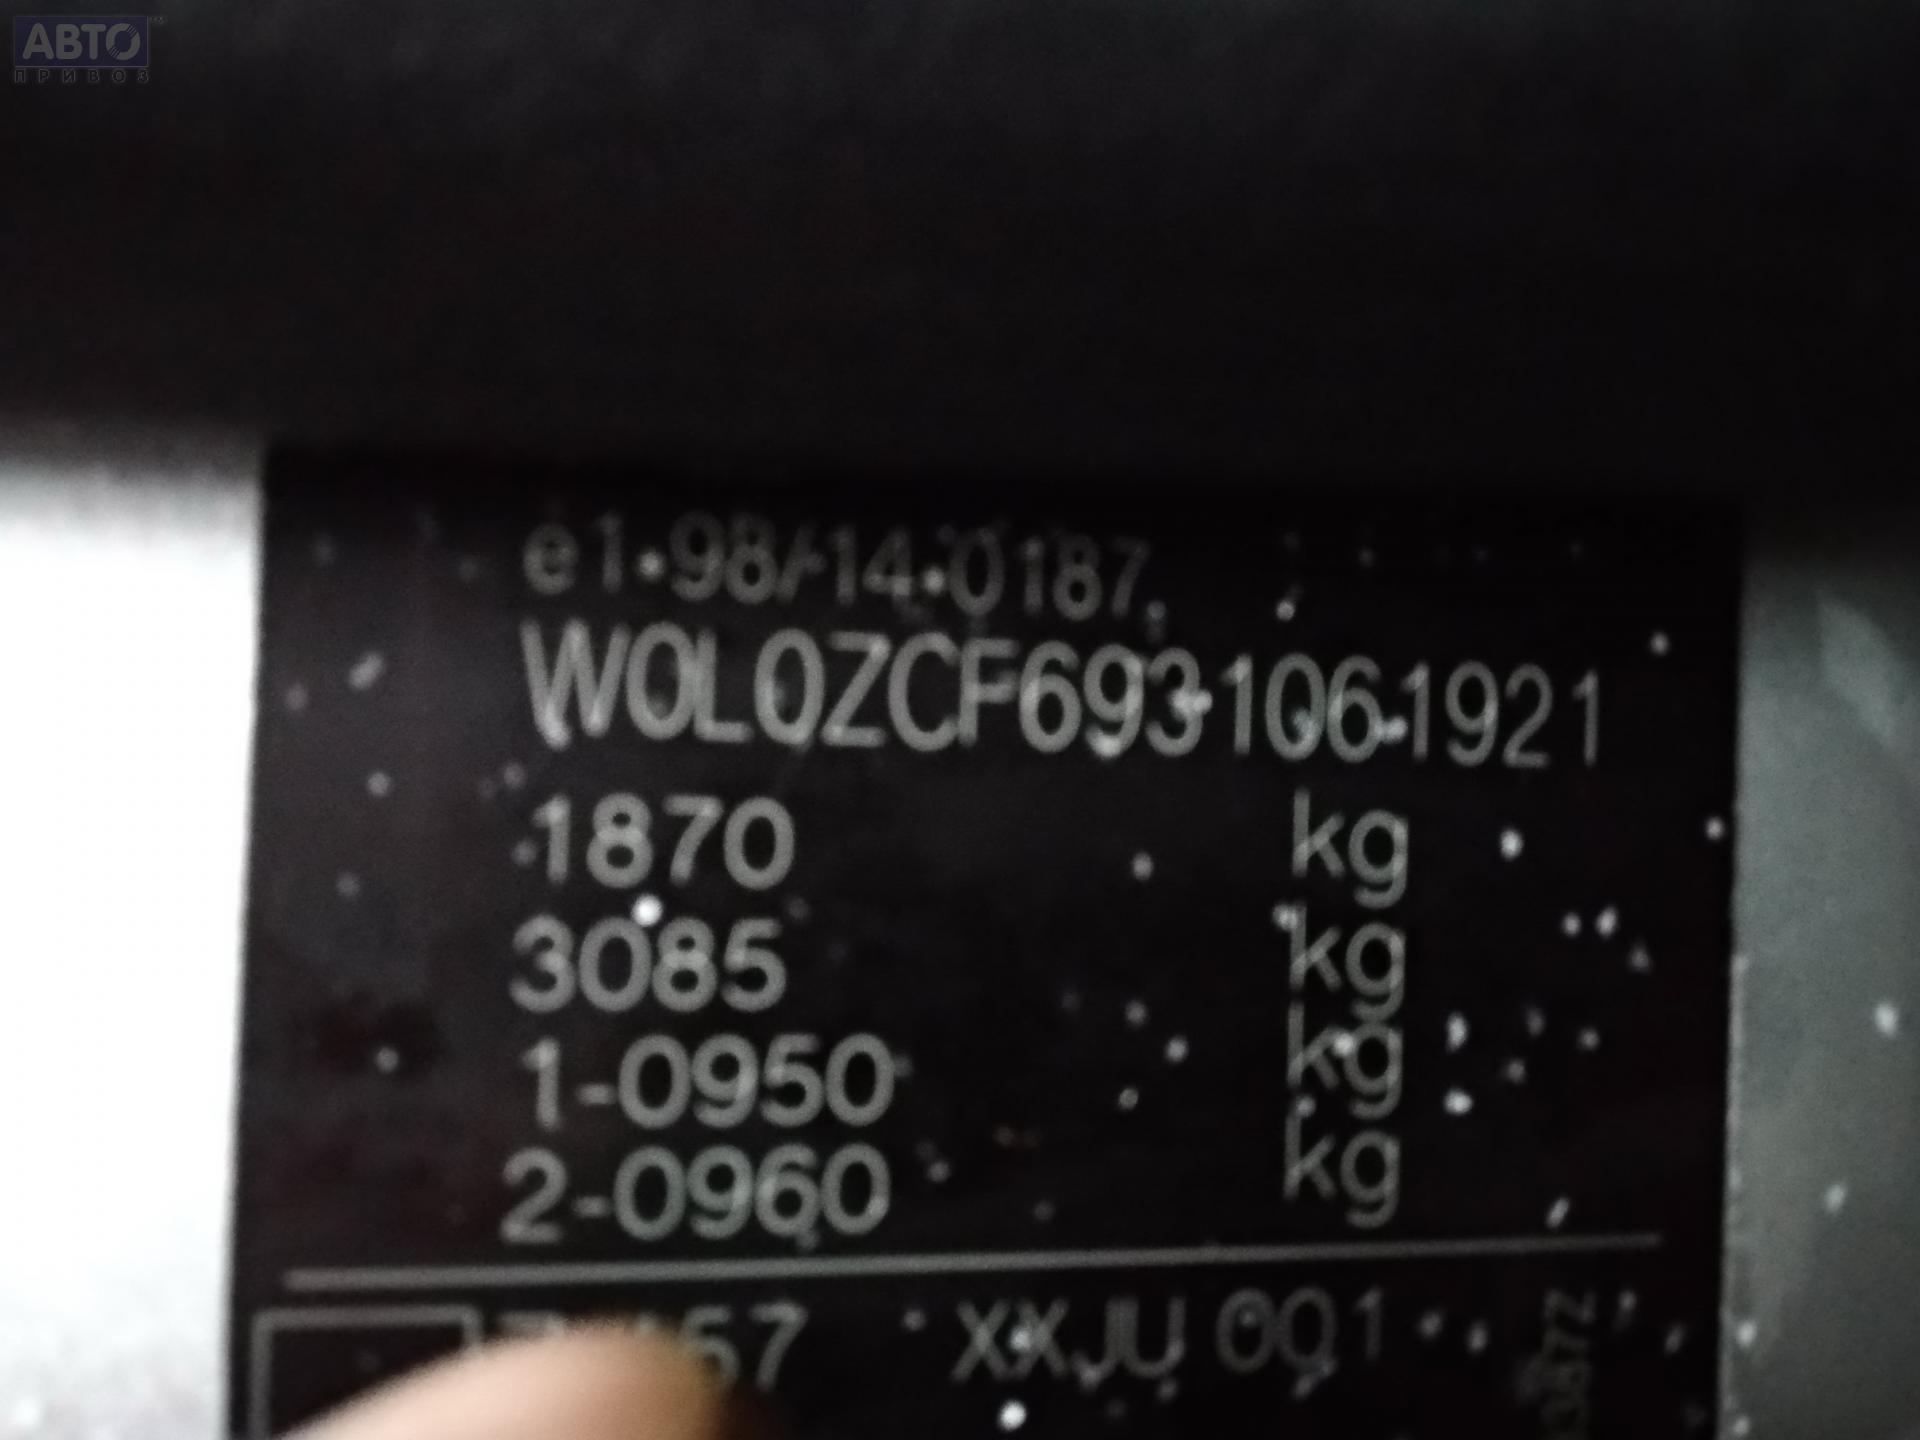 АВТО
ПРИВОЗ
e1*98/14*0187
W0L0ZCF6931061921
1870 kg
3085 kg
1-0950 kg
2-0960 kg
XXJU 001